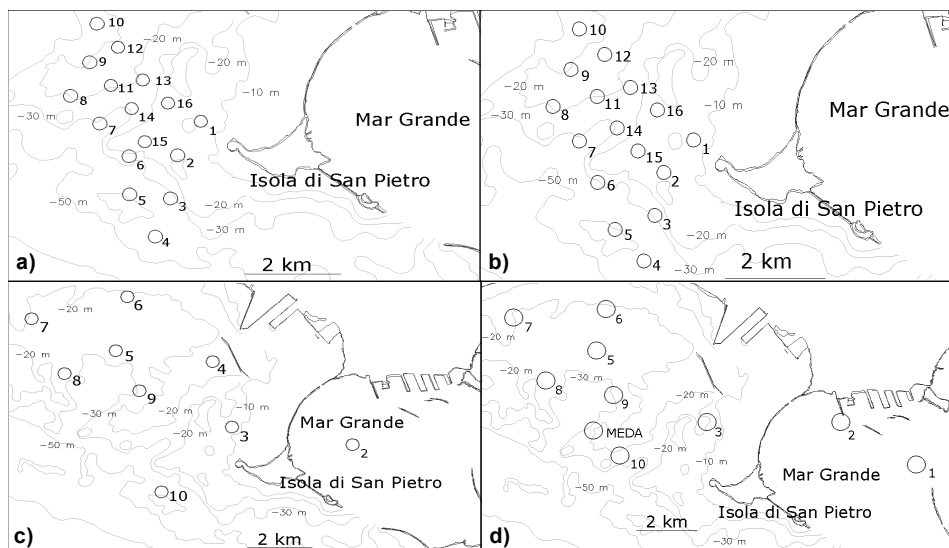 10
12
9
-20 m
-20 m
13
11
8
16
-10 m
14
-30 m
7
1
Mar Grande
15
6
2
Isola di San Pietro
5
3
-50 m
-20 m
-30 m
4
2 km
a)
10
12
9
-20 m
13
-20 m
11
16
8
-10 m
-30 m
14
Mar Grande
7
1
15
2
-50 m
6
Isola di San Pietro
3
5
-20 m
4
-30 m
2 km
b)
6
-20 m
7
5
-20 m
4
8
9
-20 m
-10 m
-30 m
Mar Grande
3
-20 m
-50 m
2
Isola di San Pietro
10
-30 m
2 km
c)
6
7
-20 m
5
-20 m
8
-30 m
9
-20 m
3
2
MEDA
-20 m
-10 m
10
Mar Grande
1
-50 m
Isola di San Pietro
2 km
-30 m
d)